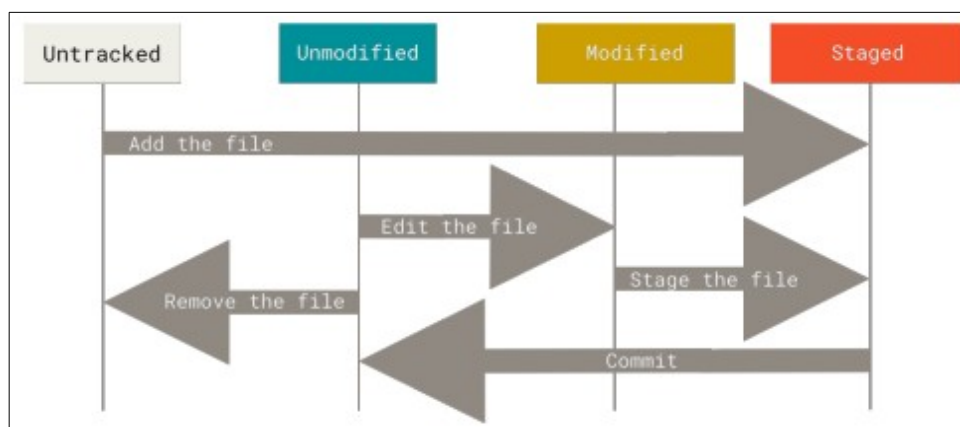 Untracked
Unmodified
Modified
Staged
Add the file
Edit the file
Stage the file
Remove the file
Commit